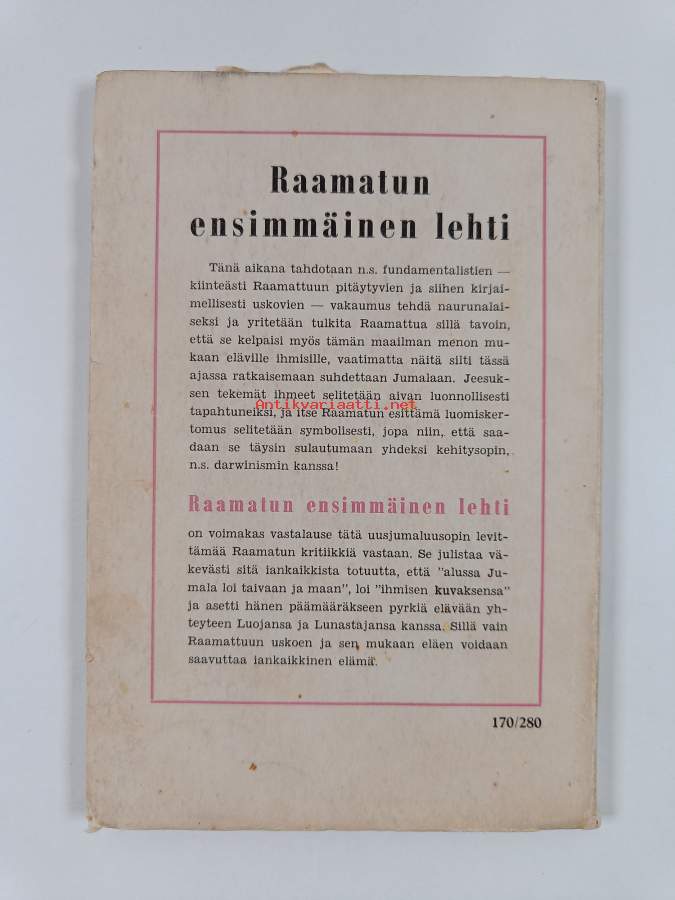 Raamatun
ensimmäinen lehti
Tänä aikana tahdotaan n.s. fundamentalistien —
kiinteästi Raamattuun pitäytyvien ja siihen kirjai-
mellisesti uskovien — vakaumus tehdä naurunalai-
seksi ja yritetään tulkita Raamattua sillä tavoin,
että se kelpaisi myös tämän maailman menon mu-
kaan eläville ihmisille, vaatimatta näitä silti tässä
ajassa ratkaisemaan suhdettaan Jumalaan. Jeesuk-
sen tekemät ihmeet selitetään aivan luonnollisesti
Antikvariaatti.net
tapahtuneiksi, ja itse Raamatun esittämä luomisker-
tomus selitetään symbolisesti, jopa niin, että saa-
daan se täysin sulautumaan yhdeksi kehitysopin,
n.s. darwinismin kanssa!
Raamatun ensimmäinen lehti
on voimakas vastalause tätä uusjumaluusopin levit-
tämää Raamatun kritiikkiä vastaan. Se julistaa vä-
kevästi sitä iankaikkista totuutta, että "alussa Ju-
mala loi taivaan ja maan", loi "ihmisen kuvaksensa"
ja asetti hänen päämääräkseen pyrkiä elävään yh-
teyteen Luojansa ja Lunastajansa kanssa. Sillä vain
Raamattuun uskoen ja sen mukaan eläen voidaan
saavuttaa iankaikkinen elämä.
170/280